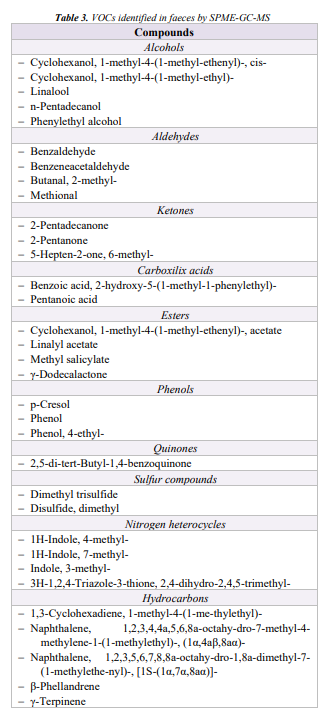 Table 3. VOCs identified in faeces by SPME-GC-MS
Compounds
Alcohols
– Cyclohexanol, 1-methyl-4-(1-methyl-ethenyl)-, cis-
– Cyclohexanol, 1-methyl-4-(1-methyl-ethyl)-
– Linalool
– n-Pentadecanol
– Phenylethyl alcohol
Aldehydes
– Benzaldehyde
– Benzeneacetaldehyde
– Butanal, 2-methyl-
– Methional
Ketones
– 2-Pentadecanone
– 2-Pentanone
– 5-Hepten-2-one, 6-methyl-
Carboxilix acids
– Benzoic acid, 2-hydroxy-5-(1-methyl-1-phenylethyl)-
– Pentanoic acid
Esters
– Cyclohexanol, 1-methyl-4-(1-methyl-ethenyl)-, acetate
– Linalyl acetate
– Methyl salicylate
– γ-Dodecalactone
Phenols
– p-Cresol
– Phenol
– Phenol, 4-ethyl-
Quinones
– 2,5-di-tert-Butyl-1,4-benzoquinone
Sulfur compounds
– Dimethyl trisulfide
– Disulfide, dimethyl
Nitrogen heterocycles
– 1H-Indole, 4-methyl-
– 1H-Indole, 7-methyl-
– Indole, 3-methyl-
– 3H-1,2,4-Triazole-3-thione, 2,4-dihydro-2,4,5-trimethyl-
Hydrocarbons
– 1,3-Cyclohexadiene, 1-methyl-4-(1-me-thylethyl)-
– Naphthalene, 1,2,3,4,4a,5,6,8a-octahy-dro-7-methyl-4-
methylene-1-(1-methylethyl)-, (1α,4aβ,8aα)-
– Naphthalene, 1,2,3,5,6,7,8,8a-octahy-dro-1,8a-dimethyl-7-
(1-methylethe-nyl)-, [1S-(1α,7α,8aα)]-
– β-Phellandrene
– γ-Terpinene